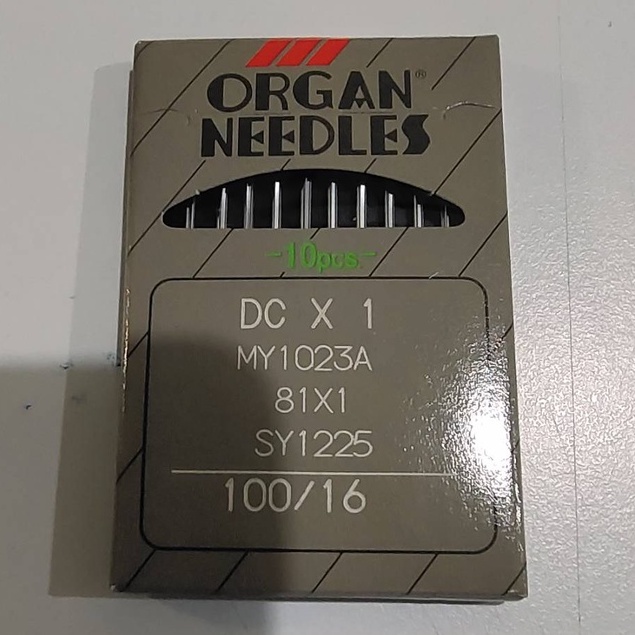 ORGAN®
NEEDLES
-10pcs-
DC X 1
MY1023A
81X1
SY1225
100/16